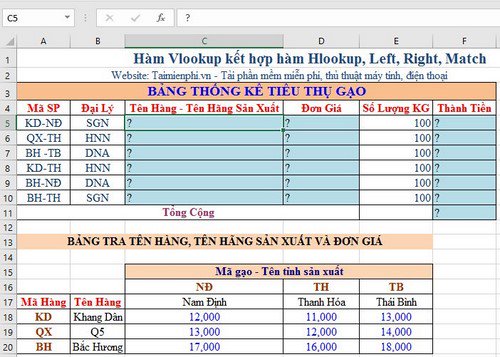 C5 fx ?
A B C D E F
1 Hàm Vlookup kết hợp hàm Hlookup, Left, Right, Match
2 Website: Taimienphi.vn - Tải phần mềm miễn phí, thủ thuật máy tính, điện thoại
3 BẢNG THỐNG KÊ TIÊU THỤ GẠO
4 Mã SP Đại Lý Tên Hàng - Tên Hãng Sản Xuất Đơn Giá Số Lượng KG Thành Tiền
5 KD-NĐ SGN ? ? 100 ?
6 QX-TH HNN ? ? 100 ?
7 BH -TB DNA ? ? 100 ?
8 KD-TH HNN ? ? 100 ?
9 BH-NĐ DNA ? ? 100 ?
10 BH-TH SGN ? ? 100 ?
11 Tổng Cộng ?
12
13 BẢNG TRA TÊN HÀNG, TÊN HÃNG SẢN XUẤT VÀ ĐƠN GIÁ
14
15 Mã gạo - Tên tỉnh sản xuất
16 NĐ TH TB
17 Mã Hàng Tên Hàng Nam Định Thanh Hóa Thái Bình
18 KD Khang Dân 12,000 11,000 13,000
19 QX Q5 13,000 12,000 14,000
20 BH Bắc Hương 17,000 16,000 18,000